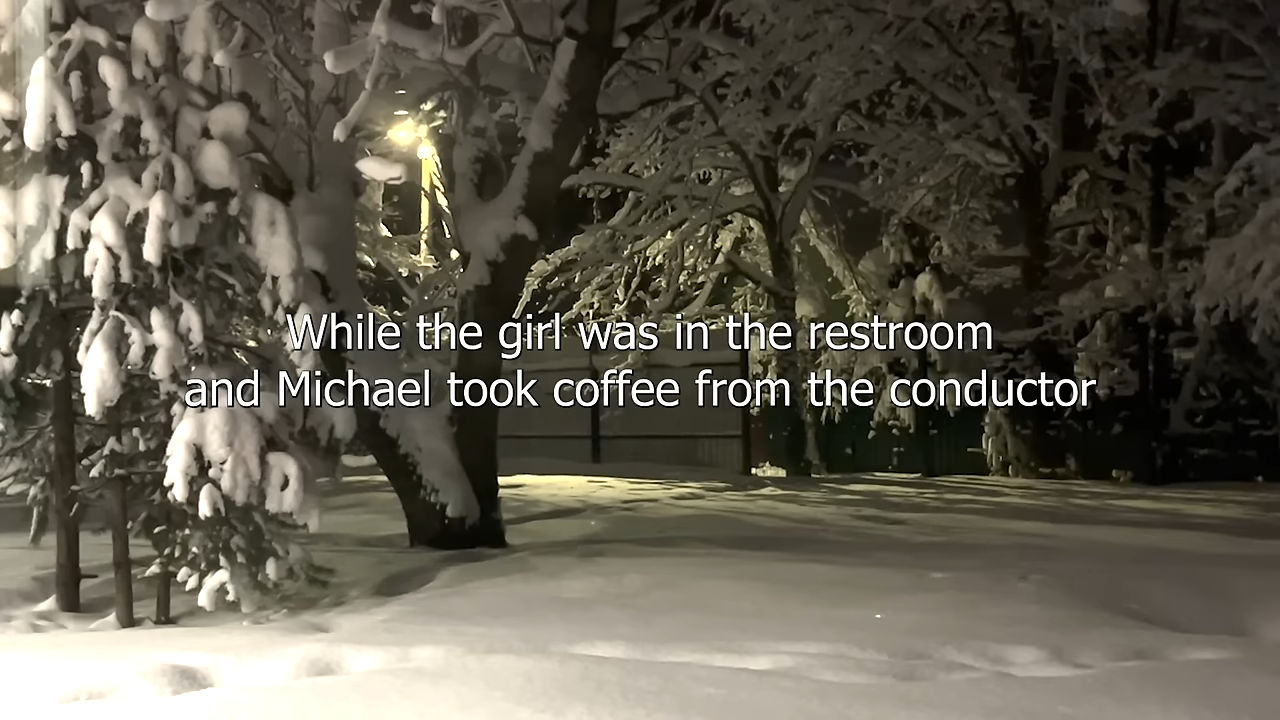 While the girl was in the restroom
and Michael took coffee from the conductor